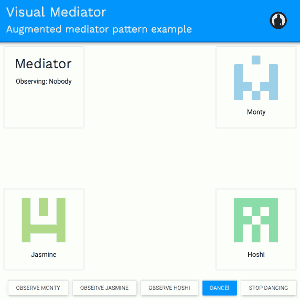 Visual Mediator
Augmented mediator pattern example
Mediator
Observing: Nobody
Monty
Jasmine
Hoshi
OBSERVE MONTY
OBSERVE JASMINE
OBSERVE HOSHI
DANCE!
STOP DANCING